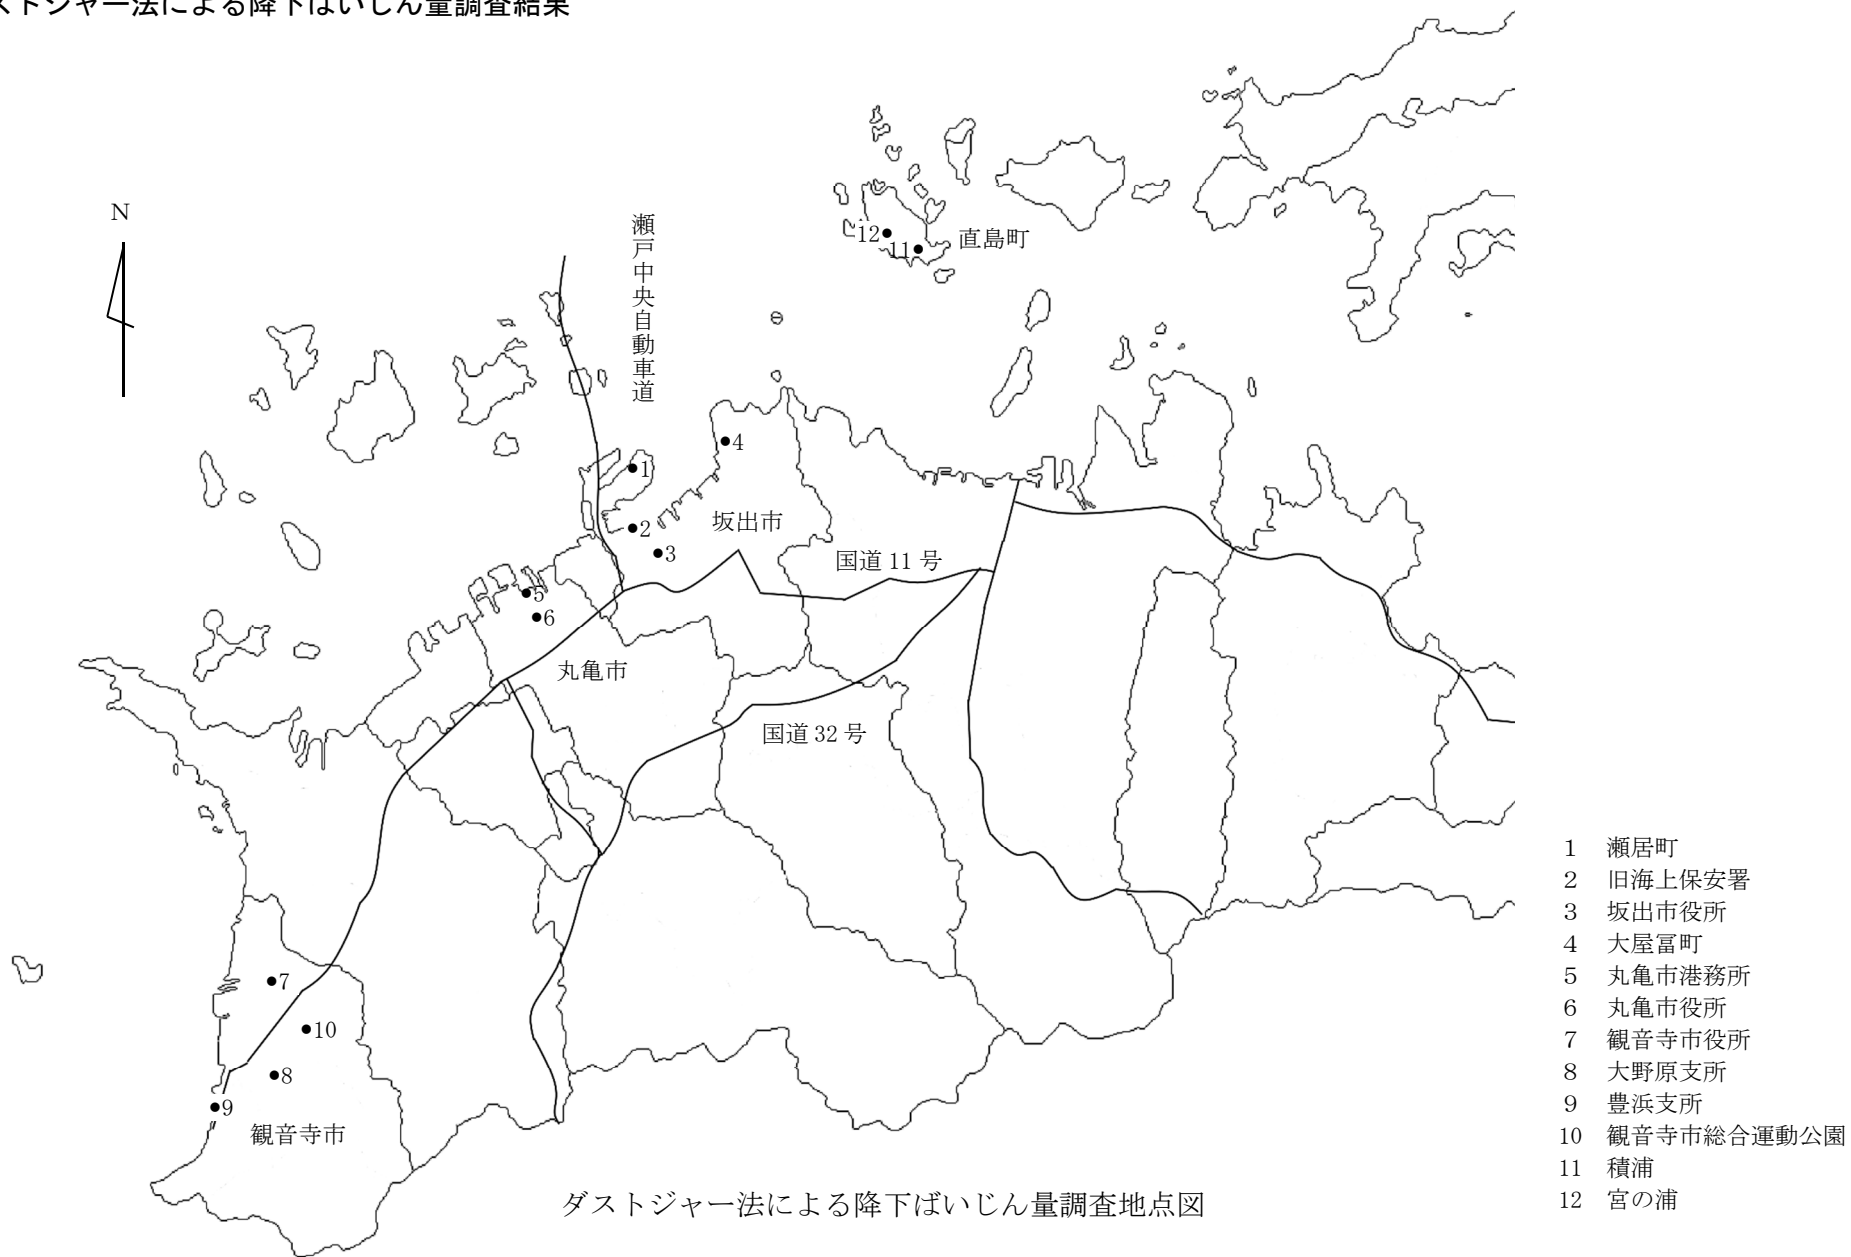 ストジャー法による降下ばいじん量調査結果
N
瀬戸中央自動車道
12
11
直島町
1
4
2
3
坂出市
国道 11 号
5
6
丸亀市
国道 32 号
7
10
8
9
観音寺市
ダストジャー法による降下ばいじん量調査地点図
1 瀬居町
2 旧海上保安署
3 坂出市役所
4 大屋冨町
5 丸亀市港務所
6 丸亀市役所
7 観音寺市役所
8 大野原支所
9 豊浜支所
10 観音寺市総合運動公園
11 積浦
12 宮の浦